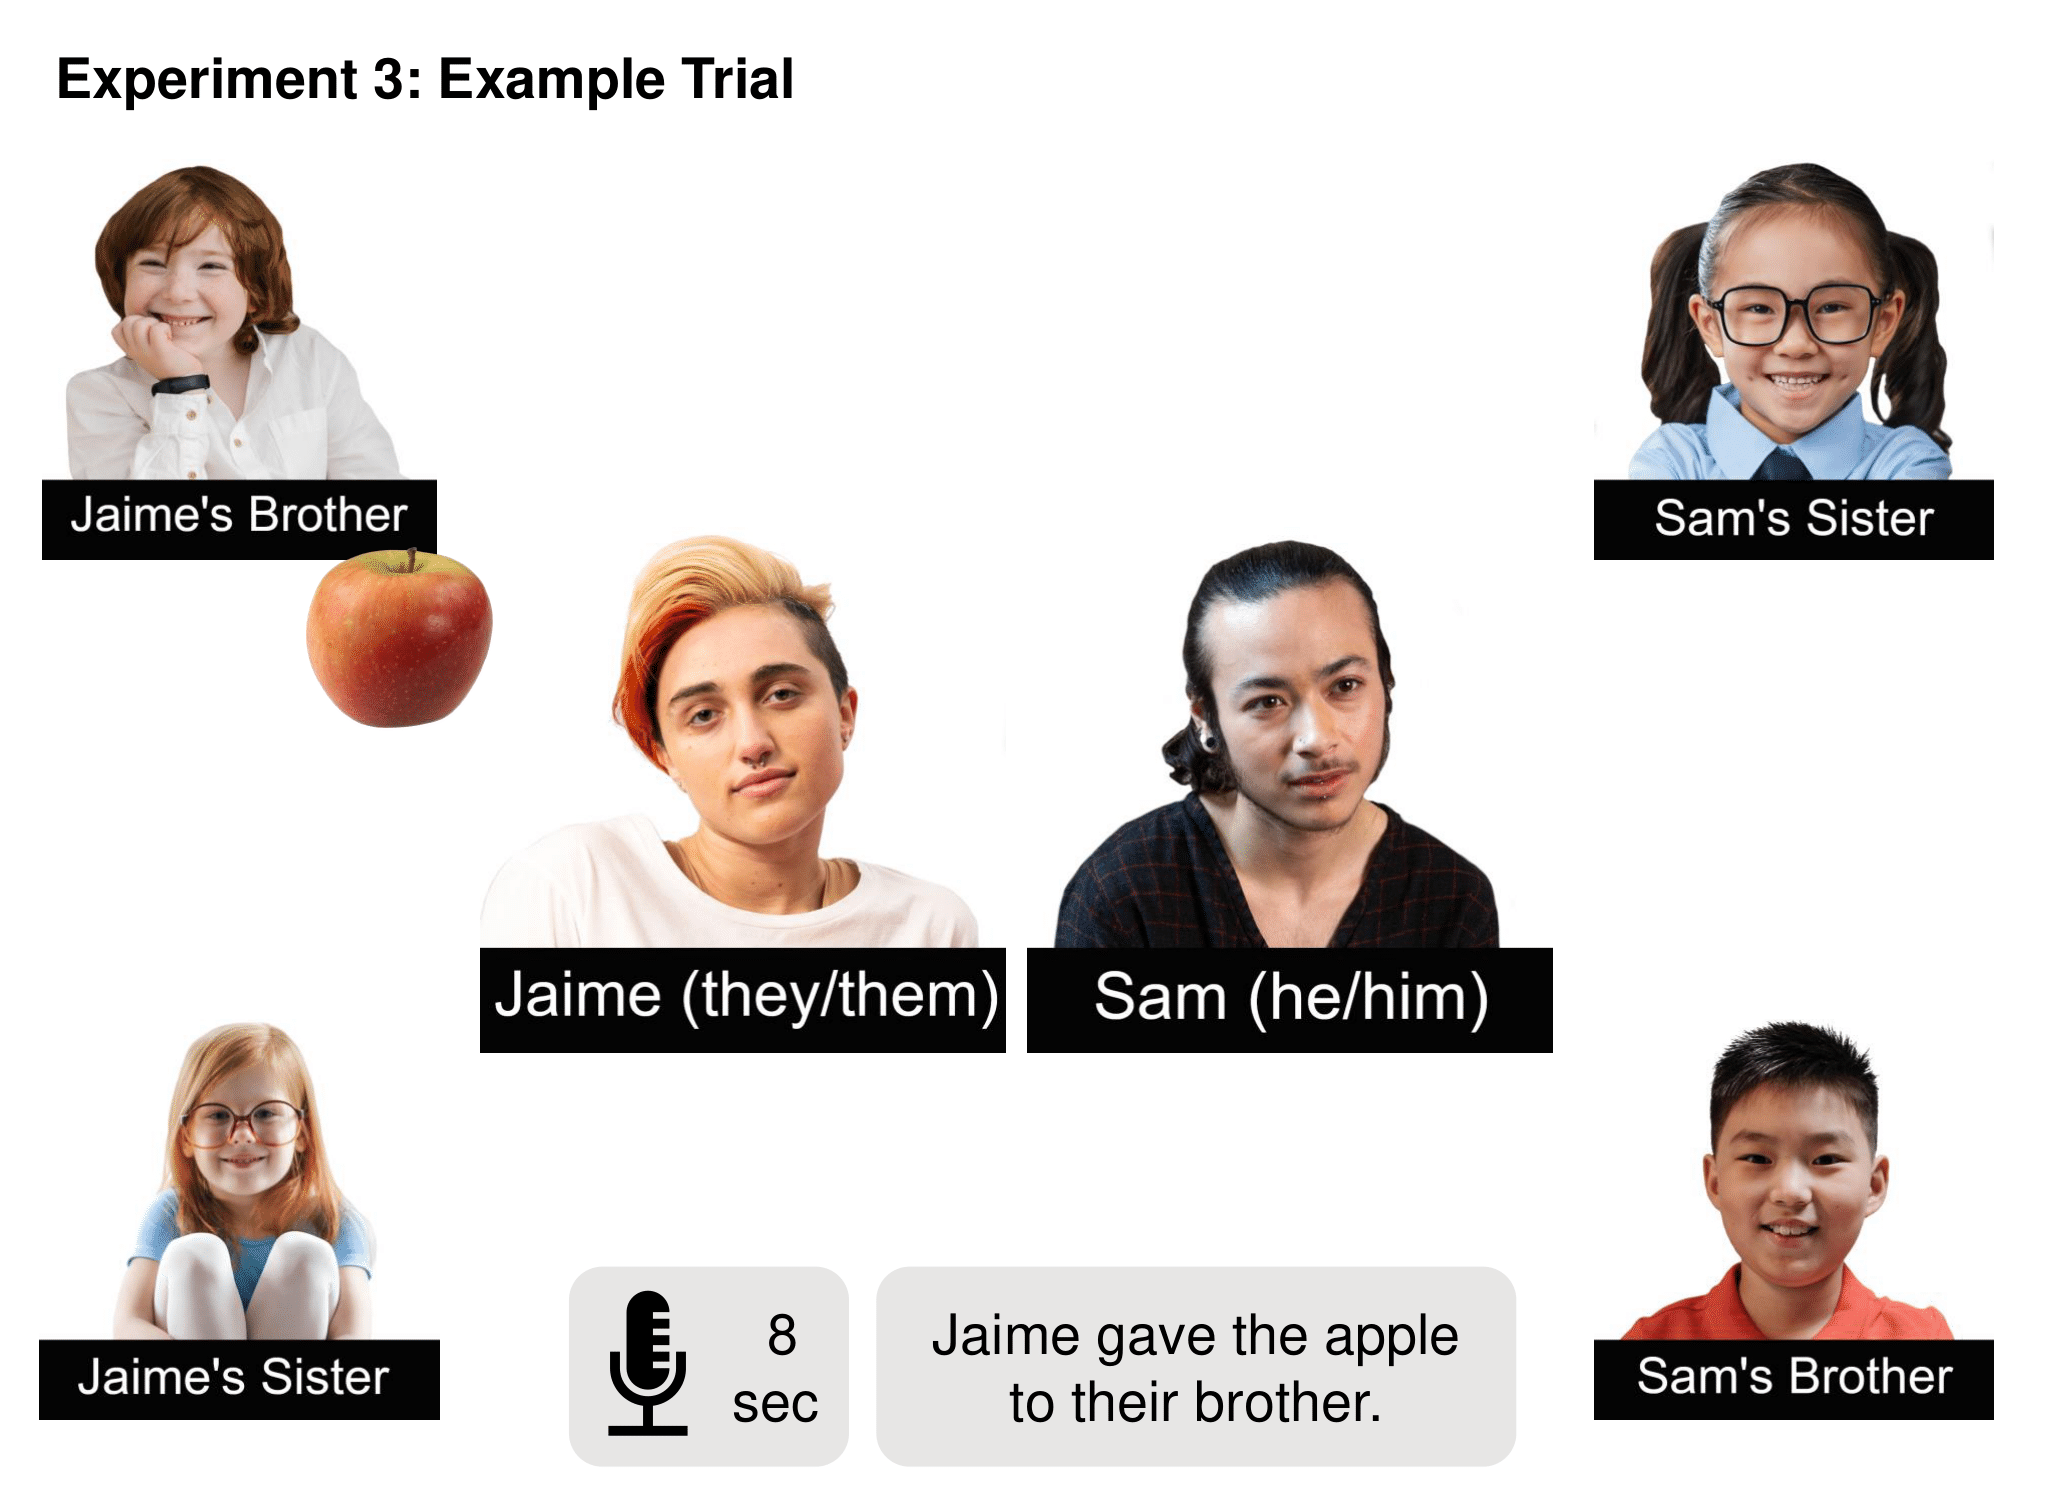 Experiment 3: Example Trial
Jaime's Brother
Sam's Sister
Jaime (they/them)
Sam (he/him)
Jaime's Sister
Sam's Brother
8
sec
Jaime gave the apple
to their brother.